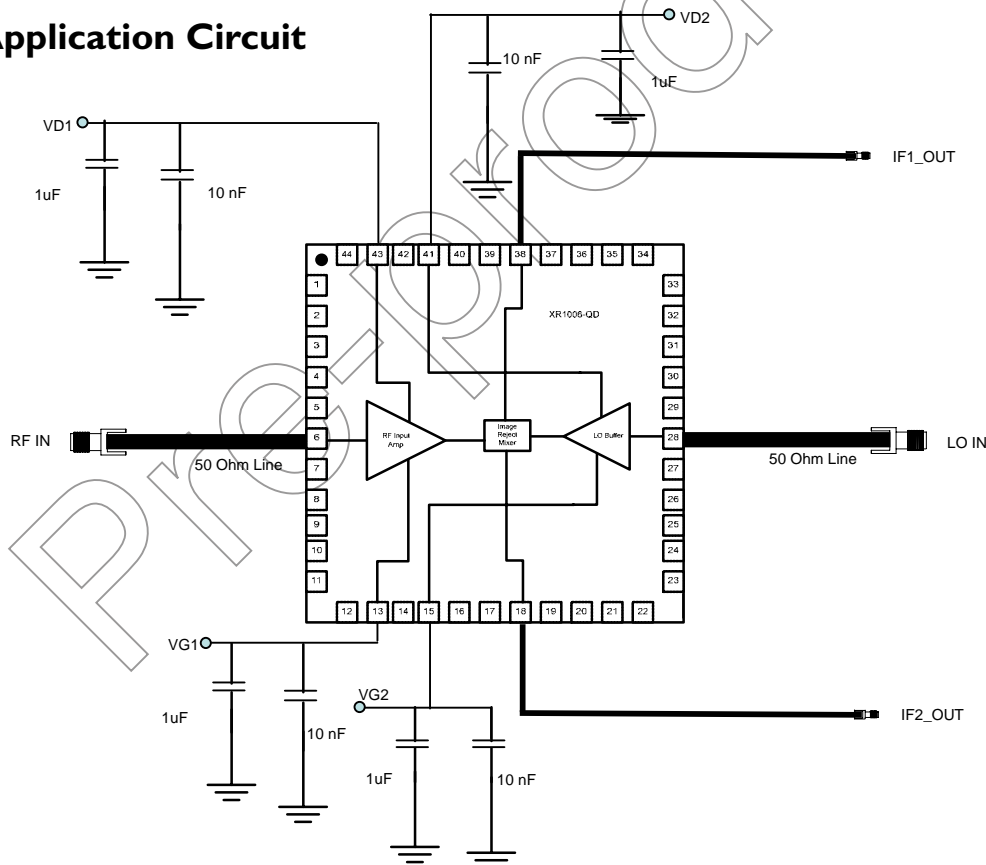 Application Circuit
VD2
10 nF
1uF
VD1
1uF
10 nF
IF1_OUT
44 43 42 41 40 39 38 37 36 35 34
XR1006-QD
1
2
3
4
5
6
7
8
9
10
11
33
32
31
30
29
28
27
26
25
24
23
RF IN
50 Ohm Line
RF Input
Amp
Image
Reject
Mixer
LO Buffer
50 Ohm Line
LO IN
12 13 14 15 16 17 18 19 20 21 22
VG1
1uF
10 nF
VG2
1uF
10 nF
IF2_OUT